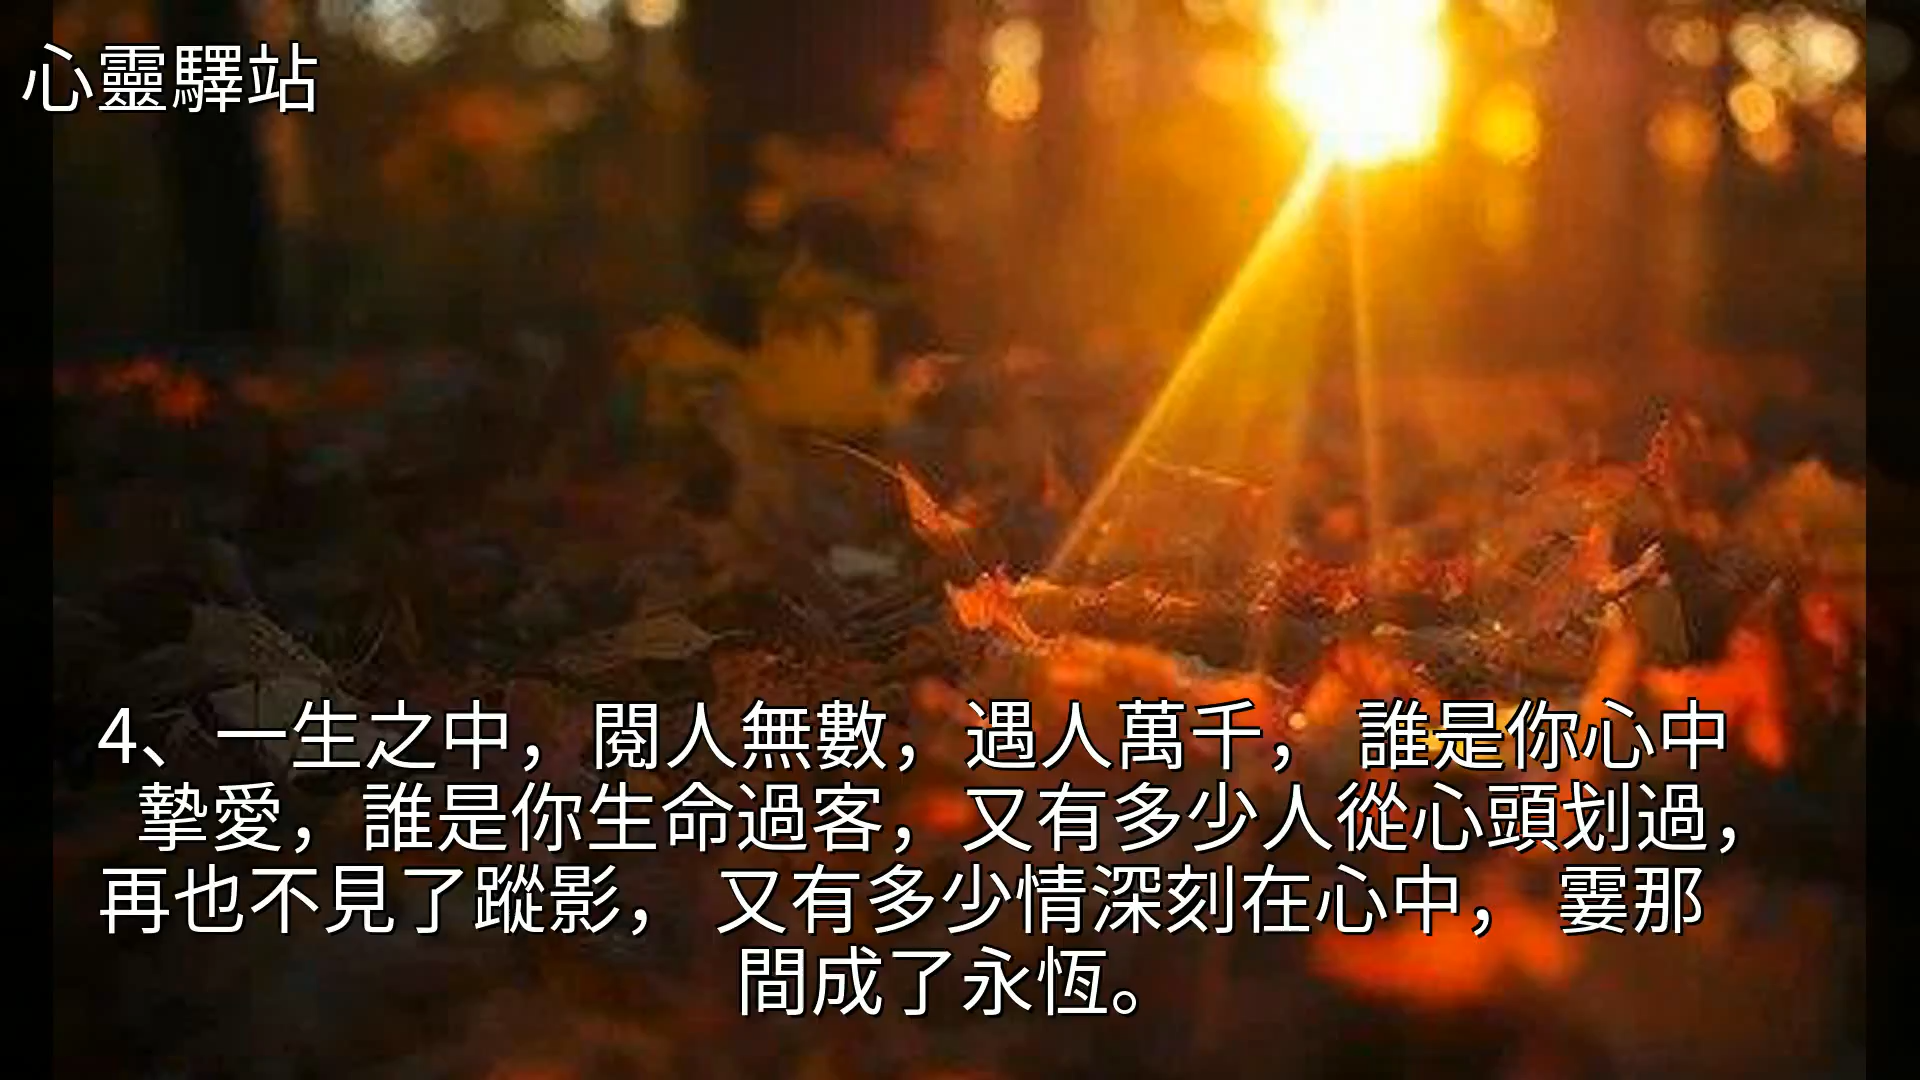 心靈驛站
4、一生之中，閱人無數，遇人萬千， 誰是你心中
摯愛，誰是你生命過客，又有多少人從心頭划過，
再也不見了蹤影， 又有多少情深刻在心中， 霎那
間成了永恆。